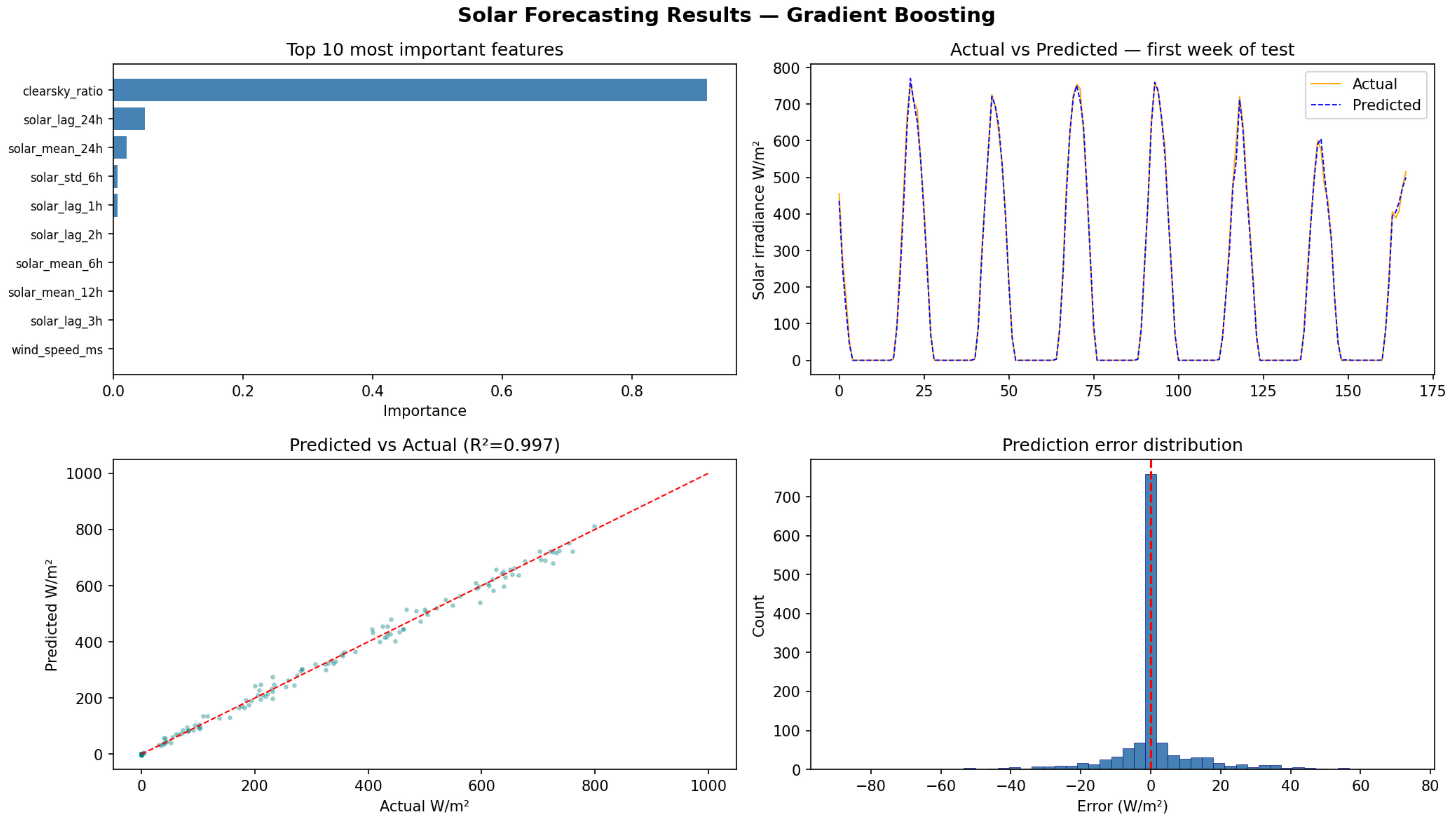 Solar Forecasting Results — Gradient Boosting
Top 10 most important features
clearsky_ratio
solar_lag_24h
solar_mean_24h
solar_std_6h
solar_lag_1h
solar_lag_2h
solar_mean_6h
solar_mean_12h
solar_lag_3h
wind_speed_ms
0.0 0.2 0.4 0.6 0.8
Importance
Actual vs Predicted — first week of test
Actual
Predicted
Solar irradiance W/m²
800
700
600
500
400
300
200
100
0
0 25 50 75 100 125 150 175
Predicted vs Actual (R²=0.997)
Predicted W/m²
1000
800
600
400
200
0
0 200 400 600 800 1000
Actual W/m²
Prediction error distribution
Count
700
600
500
400
300
200
100
0
−80 −60 −40 −20 0 20 40 60 80
Error (W/m²)